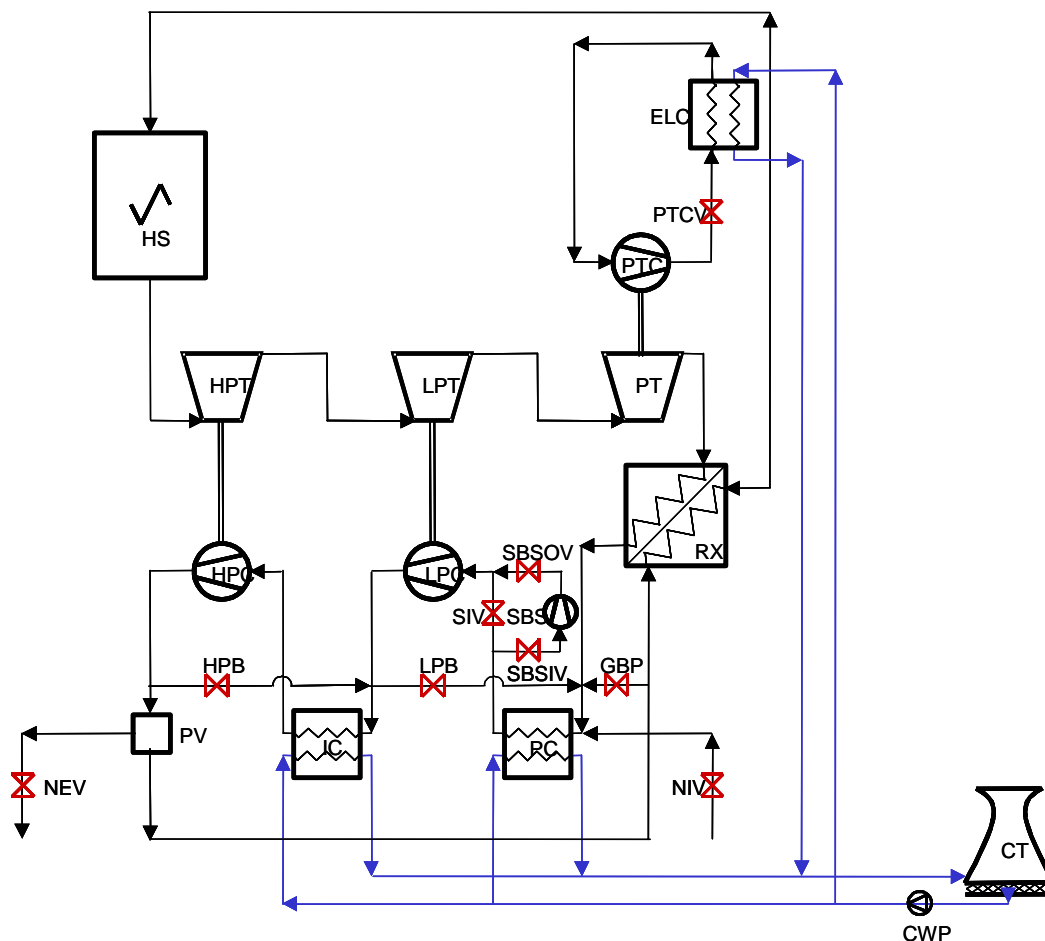 ELC
PTCV
HS
PTC
HPT
LPT
PT
RX
SBSOV
HPC
LPC
SIV
SBS
SBSIV
HPB
LPB
GBP
PV
IC
PC
NEV
NIV
CT
CWP